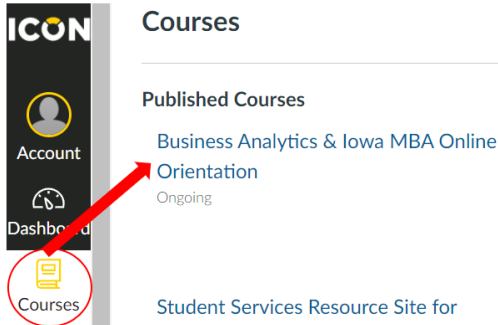 ICON
Account
Dashboard
Courses
Courses
Published Courses
Business Analytics & Iowa MBA Online
Orientation
Ongoing
Student Services Resource Site for